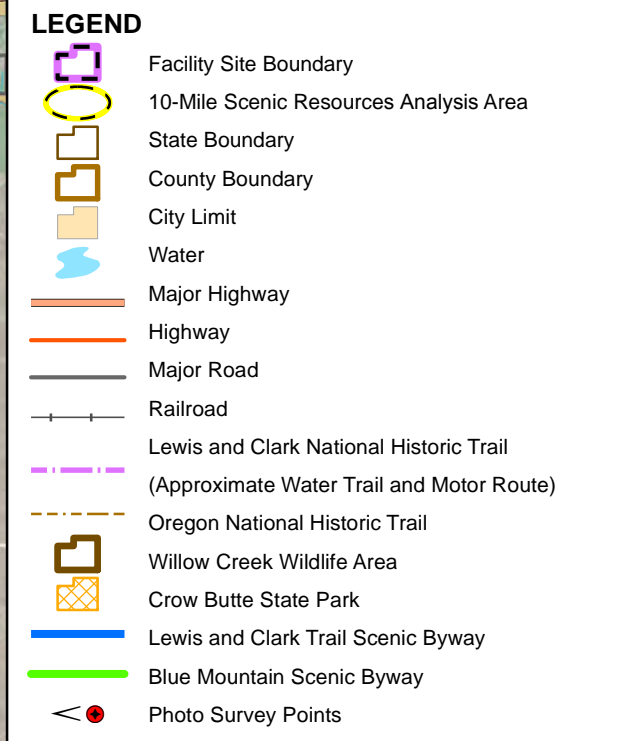 LEGEND
Facility Site Boundary
10-Mile Scenic Resources Analysis Area
State Boundary
County Boundary
City Limit
Water
Major Highway
Highway
Major Road
Railroad
Lewis and Clark National Historic Trail
(Approximate Water Trail and Motor Route)
Oregon National Historic Trail
Willow Creek Wildlife Area
Crow Butte State Park
Lewis and Clark Trail Scenic Byway
Blue Mountain Scenic Byway
Photo Survey Points